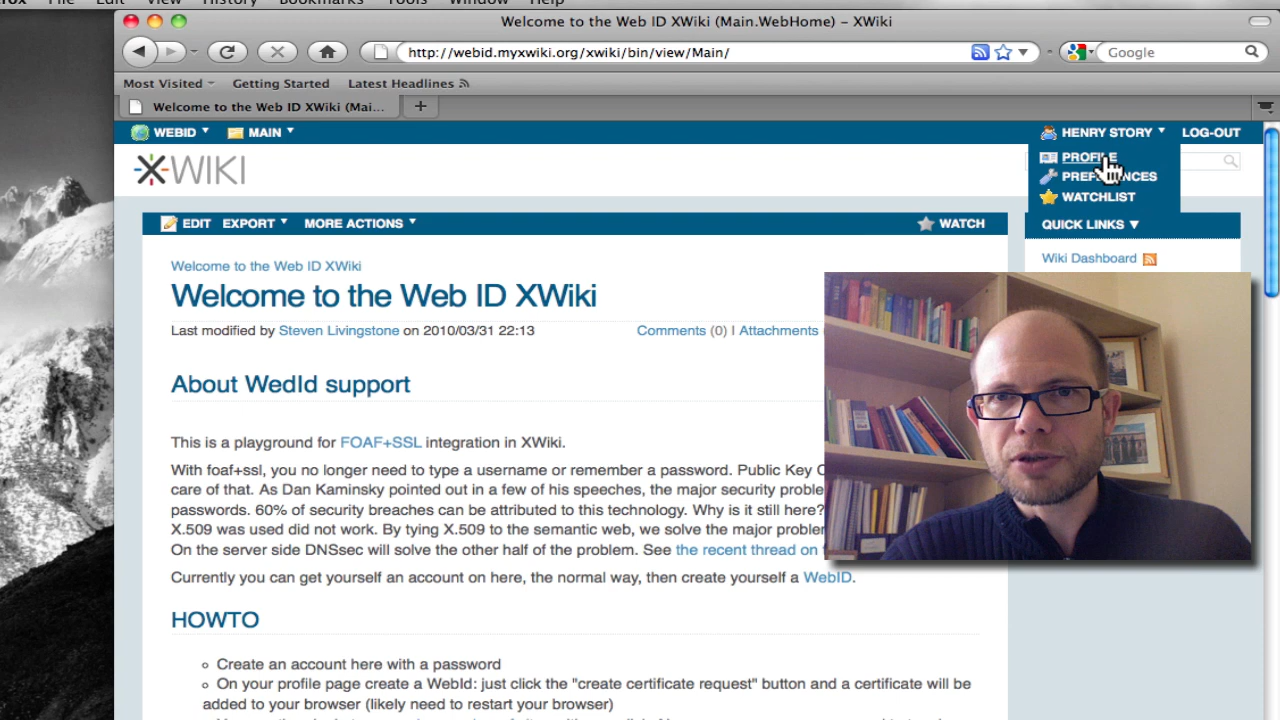 File Edit View History Bookmarks Tools Window Help
Welcome to the Web ID XWiki (Main.WebHome) – XWiki
http://webid.myxwiki.org/xwiki/bin/view/Main/
Google
Most Visited Getting Started Latest Headlines
Welcome to the Web ID XWiki (Mai...
WEBID MAIN HENRY STORY LOG-OUT
XWIKI
PROFILE
WATCHLIST
EDIT EXPORT MORE ACTIONS WATCH
QUICK LINKS
Wiki Dashboard
Welcome to the Web ID XWiki
Welcome to the Web ID XWiki
Last modified by Steven Livingstone on 2010/03/31 22:13 Comments (0) | Attachments
About WedId support
This is a playground for FOAF+SSL integration in XWiki.
With foaf+ssl, you no longer need to type a username or remember a password. Public Key
care of that. As Dan Kaminsky pointed out in a few of his speeches, the major security
passwords. 60% of security breaches can be attributed to this technology. Why is it still here?
X.509 was used did not work. By tying X.509 to the semantic web, we solve the major
On the server side DNSsec will solve the other half of the problem. See the recent thread on
Currently you can get yourself an account on here, the normal way, then create yourself a WebID.
HOWTO
Create an account here with a password
On your profile page create a WebId: just click the "create certificate request" button and a certificate will be
added to your browser (likely need to restart your browser)